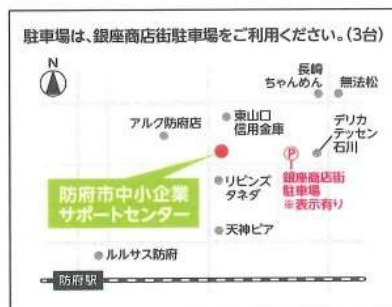 駐車場は、銀座商店街駐車場をご利用ください。(3台)
N
長崎
ちゃんめん
無法松
東山口
信用金庫
アルク防府店
デリカ
テッセン
石川
P
銀座商店街
駐車場
※表示有り
防府市中小企業
サポートセンター
リビンズ
タネダ
天神ピア
ルルサス防府
防府駅